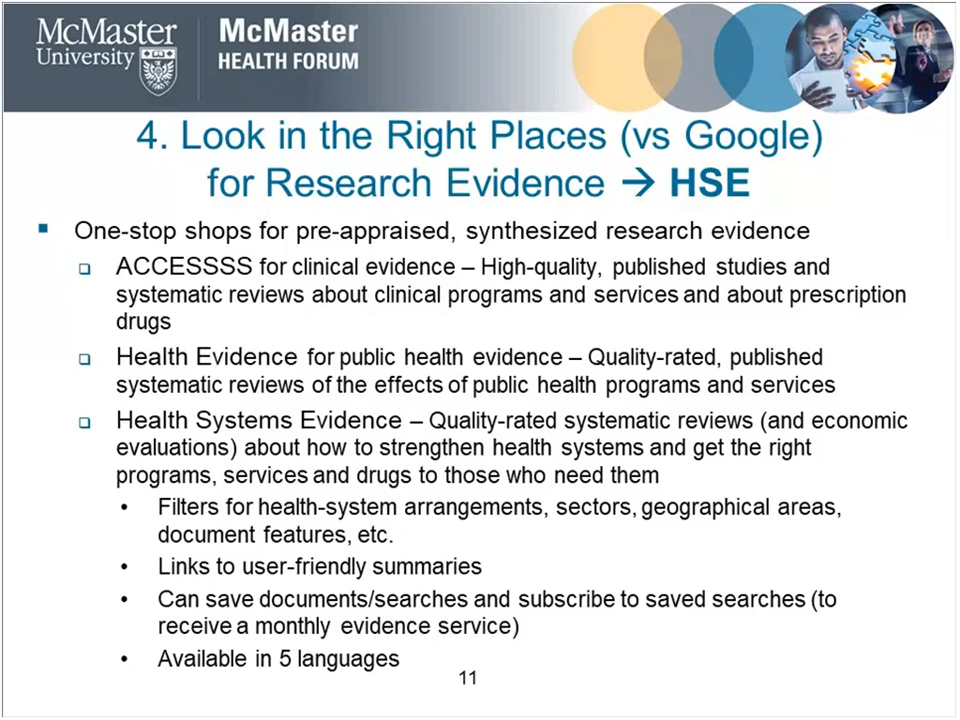 McMaster
University
McMaster
HEALTH FORUM
4. Look in the Right Places (vs Google)
for Research Evidence → HSE
▪ One-stop shops for pre-appraised, synthesized research evidence
❑ ACCESSSS for clinical evidence – High-quality, published studies and
systematic reviews about clinical programs and services and about prescription
drugs
❑ Health Evidence for public health evidence – Quality-rated, published
systematic reviews of the effects of public health programs and services
❑ Health Systems Evidence – Quality-rated systematic reviews (and economic
evaluations) about how to strengthen health systems and get the right
programs, services and drugs to those who need them
• Filters for health-system arrangements, sectors, geographical areas,
document features, etc.
• Links to user-friendly summaries
• Can save documents/searches and subscribe to saved searches (to
receive a monthly evidence service)
• Available in 5 languages
11